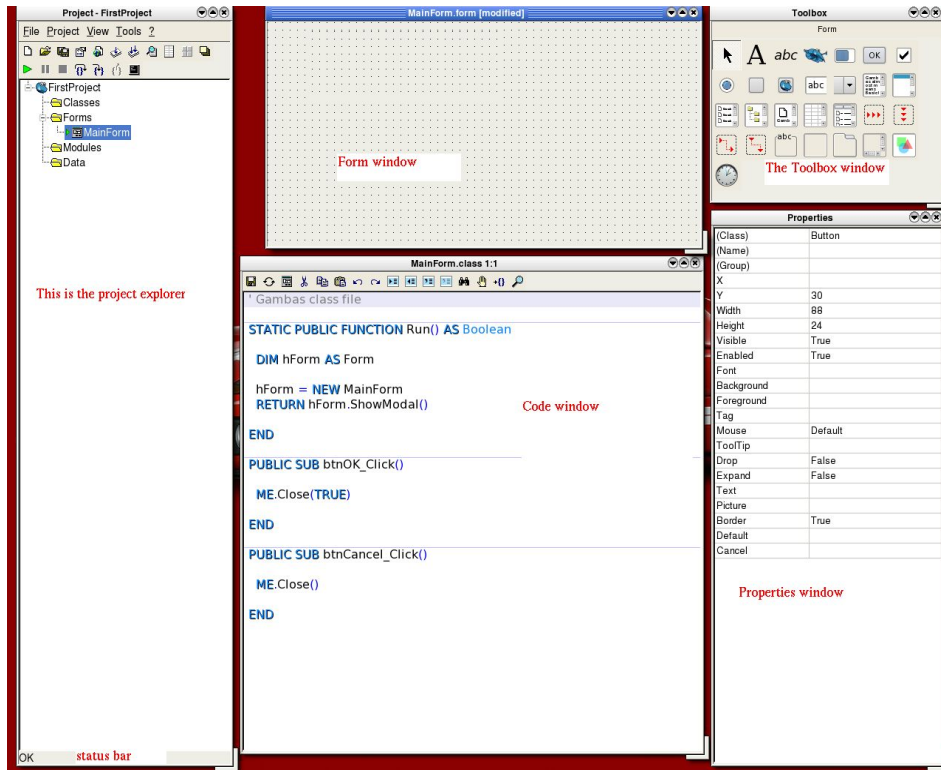 Project - FirstProject
File Project View Tools ?
FirstProject
Classes
Forms
MainForm
Modules
Data
This is the project explorer
OK
status bar
MainForm.form [modified]
Form window
MainForm.class 1:1
' Gambas class file
STATIC PUBLIC FUNCTION Run() AS Boolean
DIM hForm AS Form
hForm = NEW MainForm
RETURN hForm.ShowModal()
END
PUBLIC SUB btnOK_Click()
ME.Close(TRUE)
END
PUBLIC SUB btnCancel_Click()
ME.Close()
END
Code window
Toolbox
Form
A abc OK
abc
abc
The Toolbox window
Properties
(Class) Button
(Name)
(Group)
X
Y 30
Width 88
Height 24
Visible True
Enabled True
Font
Background
Foreground
Tag
Mouse Default
ToolTip
Drop False
Expand False
Text
Picture
Border True
Default
Cancel
Properties window